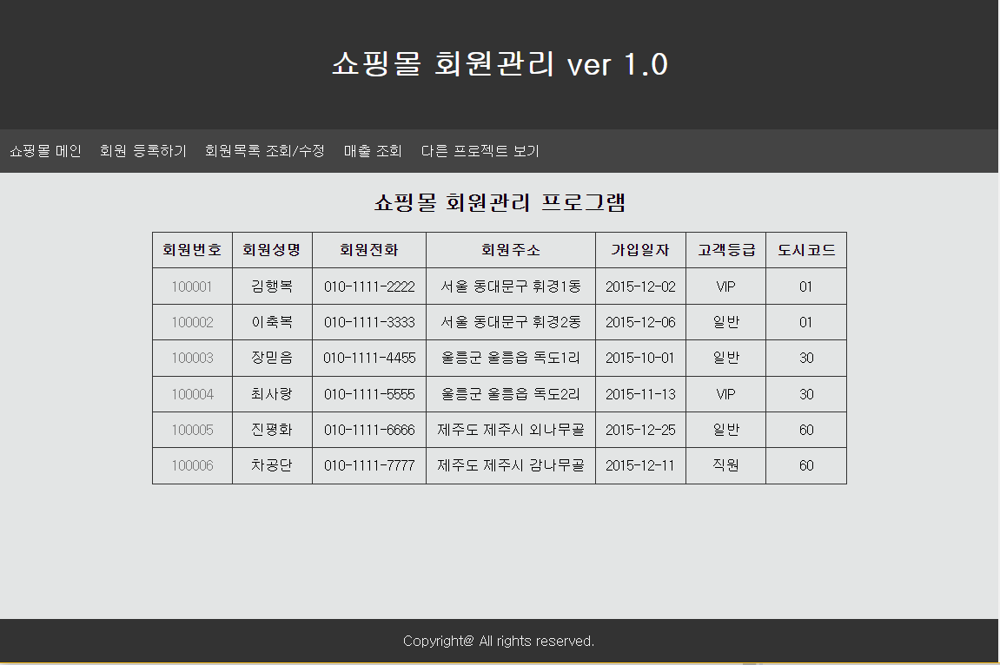 쇼핑몰 회원관리 ver 1.0
쇼핑몰 메인 회원 등록하기 회원목록 조회/수정 매출 조회 다른 프로젝트 보기
쇼핑몰 회원관리 프로그램
회원번호 회원성명 회원전화 회원주소 가입일자 고객등급 도시코드
100001 김행복 010-1111-2222 서울 동대문구 휘경1동 2015-12-02 VIP 01
100002 이축복 010-1111-3333 서울 동대문구 휘경2동 2015-12-06 일반 01
100003 장믿음 010-1111-4455 울릉군 울릉읍 독도1리 2015-10-01 일반 30
100004 최사랑 010-1111-5555 울릉군 울릉읍 독도2리 2015-11-13 VIP 30
100005 진평화 010-1111-6666 제주도 제주시 외나무골 2015-12-25 일반 60
100006 차공단 010-1111-7777 제주도 제주시 감나무골 2015-12-11 직원 60
Copyright@ All rights reserved.